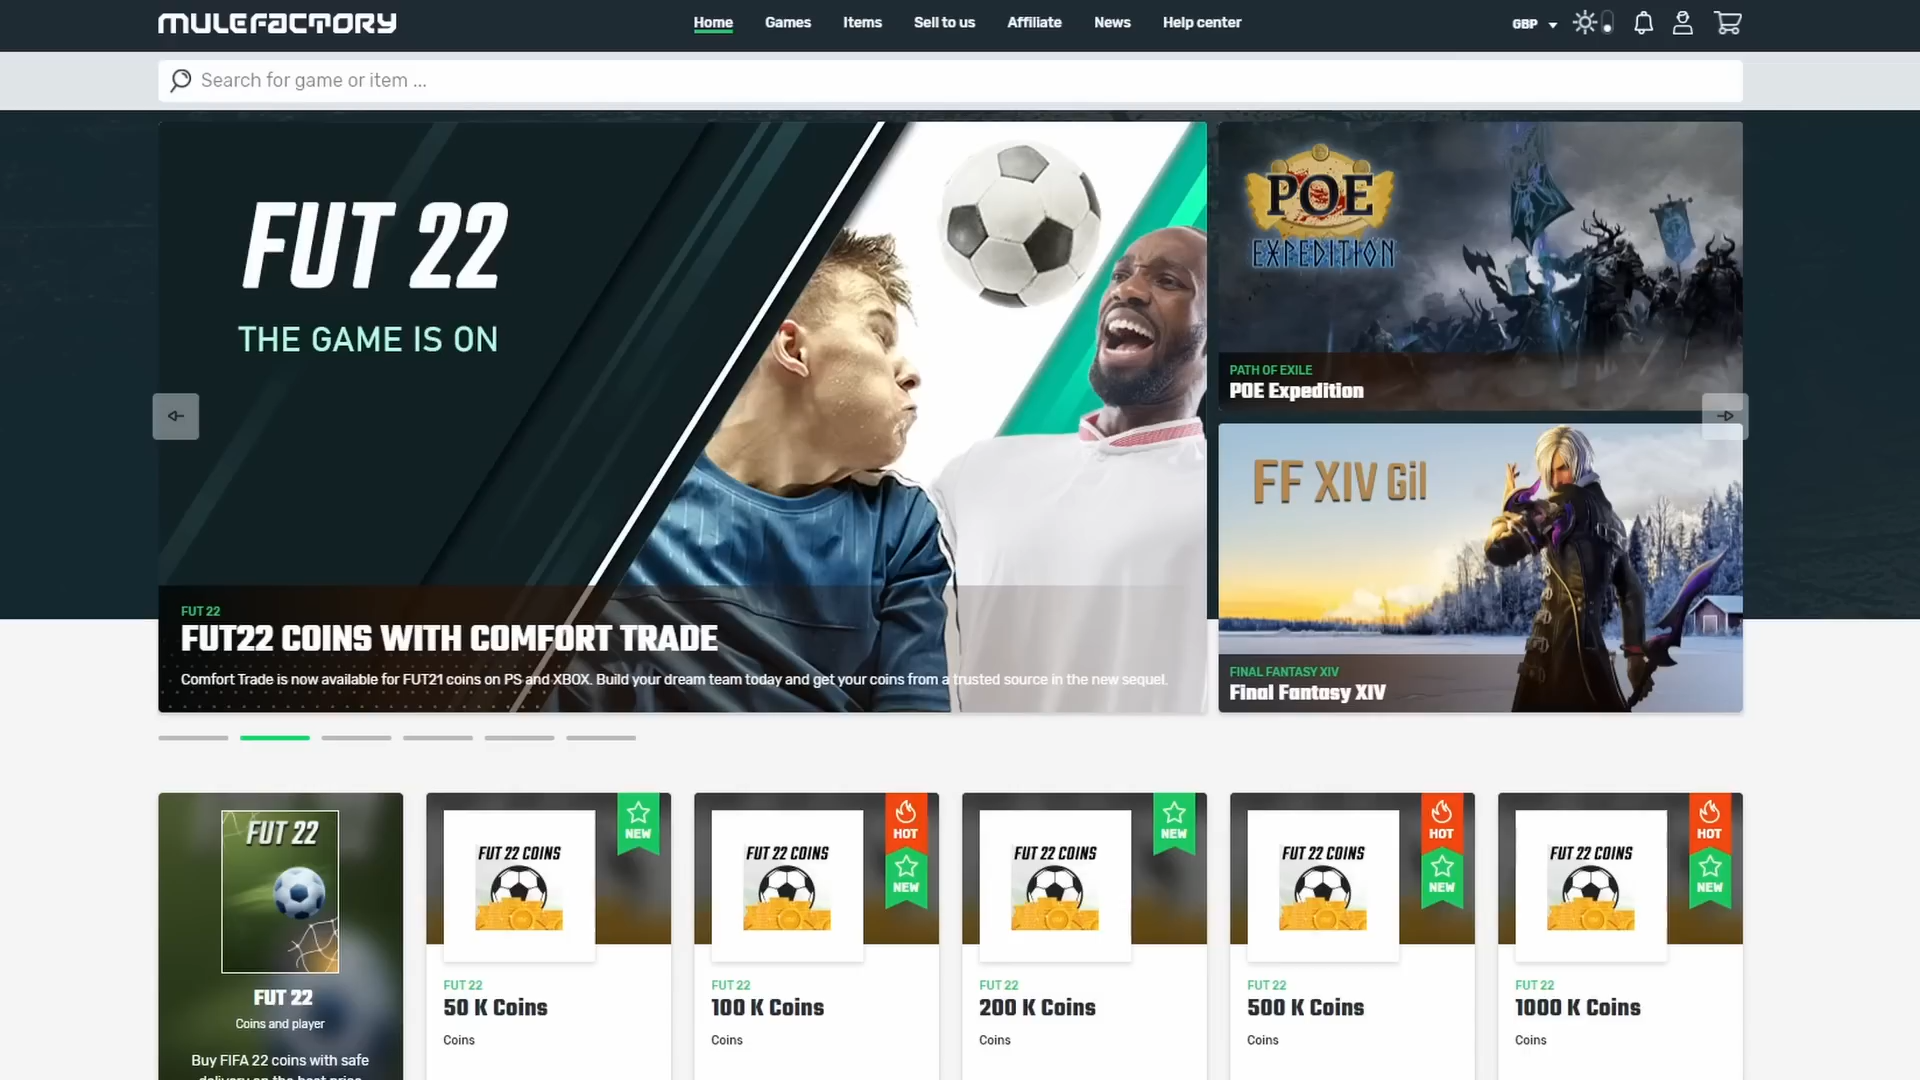 MULEFACTORY
Home
Games
Items
Sell to us
Affiliate
News
Help center
GBP
Search for game or item ...
FUT 22
THE GAME IS ON
FUT 22
FUT22 COINS WITH COMFORT TRADE
Comfort Trade is now available for FUT21 coins on PS and XBOX. Build your dream team today and get your coins from a trusted source in the new sequel.
POE
EXPEDITION
PATH OF EXILE
POE Expedition
FF XIV Gil
FINAL FANTASY XIV
Final Fantasy XIV
FUT 22
FUT 22
Coins and player
Buy FIFA 22 coins with safe
delivery on the best price
NEW
FUT 22 COINS
FUT 22
50 K Coins
Coins
HOT
NEW
FUT 22 COINS
FUT 22
100 K Coins
Coins
NEW
FUT 22 COINS
FUT 22
200 K Coins
Coins
HOT
NEW
FUT 22 COINS
FUT 22
500 K Coins
Coins
HOT
NEW
FUT 22 COINS
FUT 22
1000 K Coins
Coins